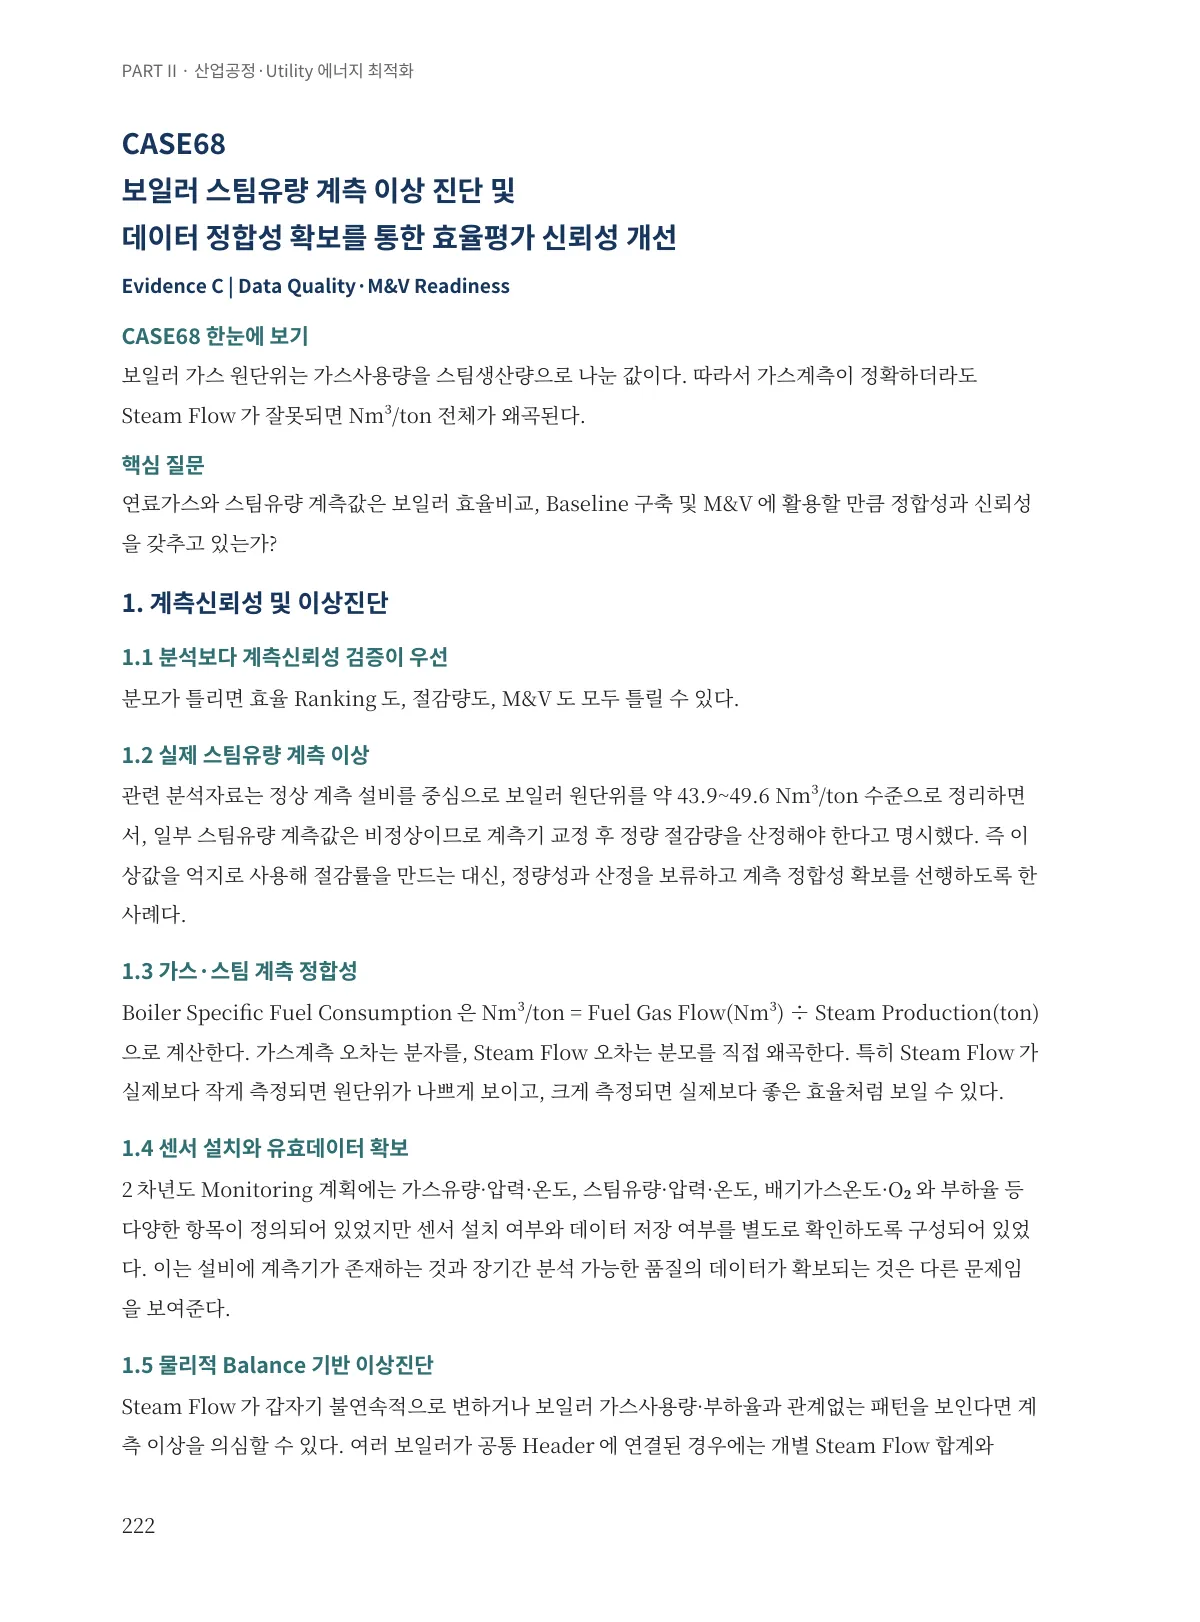 PART II · 산업공정·Utility 에너지 최적화
CASE68
보일러 스팀유량 계측 이상 진단 및
데이터 정합성 확보를 통한 효율평가 신뢰성 개선
Evidence C | Data Quality·M&V Readiness
CASE68 한눈에 보기
보일러 가스 원단위는 가스사용량을 스팀생산량으로 나눈 값이다. 따라서 가스계측이 정확하더라도
Steam Flow 가 잘못되면 Nm³/ton 전체가 왜곡된다.
핵심 질문
연료가스와 스팀유량 계측값은 보일러 효율비교, Baseline 구축 및 M&V 에 활용할 만큼 정합성과 신뢰성
을 갖추고 있는가?
1. 계측신뢰성 및 이상진단
1.1 분석보다 계측신뢰성 검증이 우선
분모가 틀리면 효율 Ranking 도, 절감량도, M&V 도 모두 틀릴 수 있다.
1.2 실제 스팀유량 계측 이상
관련 분석자료는 정상 계측 설비를 중심으로 보일러 원단위를 약 43.9~49.6 Nm³/ton 수준으로 정리하면
서, 일부 스팀유량 계측값은 비정상이므로 계측기 교정 후 정량 절감량을 산정해야 한다고 명시했다. 즉 이
상값을 억지로 사용해 절감률을 만드는 대신, 정량성과 산정을 보류하고 계측 정합성 확보를 선행하도록 한
사례다.
1.3 가스·스팀 계측 정합성
Boiler Specific Fuel Consumption 은 Nm³/ton = Fuel Gas Flow(Nm³) ÷ Steam Production(ton)
으로 계산한다. 가스계측 오차는 분자를, Steam Flow 오차는 분모를 직접 왜곡한다. 특히 Steam Flow 가
실제보다 작게 측정되면 원단위가 나쁘게 보이고, 크게 측정되면 실제보다 좋은 효율처럼 보일 수 있다.
1.4 센서 설치와 유효데이터 확보
2 차년도 Monitoring 계획에는 가스유량·압력·온도, 스팀유량·압력·온도, 배기가스온도·O₂ 와 부하율 등
다양한 항목이 정의되어 있었지만 센서 설치 여부와 데이터 저장 여부를 별도로 확인하도록 구성되어 있었
다. 이는 설비에 계측기가 존재하는 것과 장기간 분석 가능한 품질의 데이터가 확보되는 것은 다른 문제임
을 보여준다.
1.5 물리적 Balance 기반 이상진단
Steam Flow 가 갑자기 불연속적으로 변하거나 보일러 가스사용량·부하율과 관계없는 패턴을 보인다면 계
측 이상을 의심할 수 있다. 여러 보일러가 공통 Header 에 연결된 경우에는 개별 Steam Flow 합계와
222